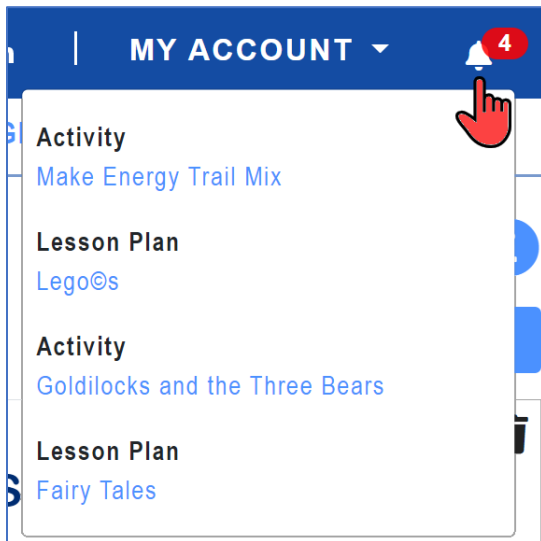 MY ACCOUNT
4
Activity
Make Energy Trail Mix
Lesson Plan
Lego©s
Activity
Goldilocks and the Three Bears
Lesson Plan
Fairy Tales